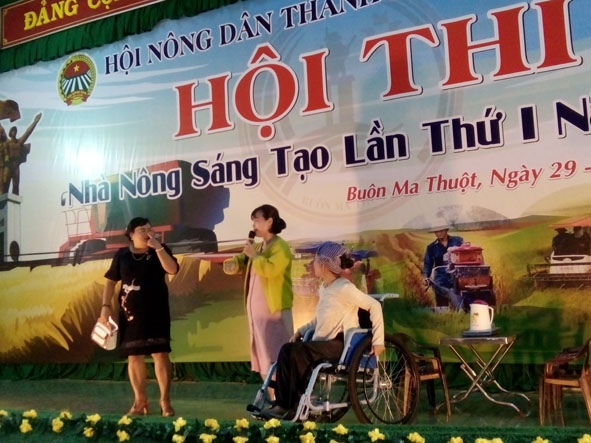 ĐẢNG CỘ
HỘI NÔNG DÂN THÀNH
HỘI THI
Nhà Nông Sáng Tạo Lần Thứ I N
Buôn Ma Thuột, Ngày 29 -